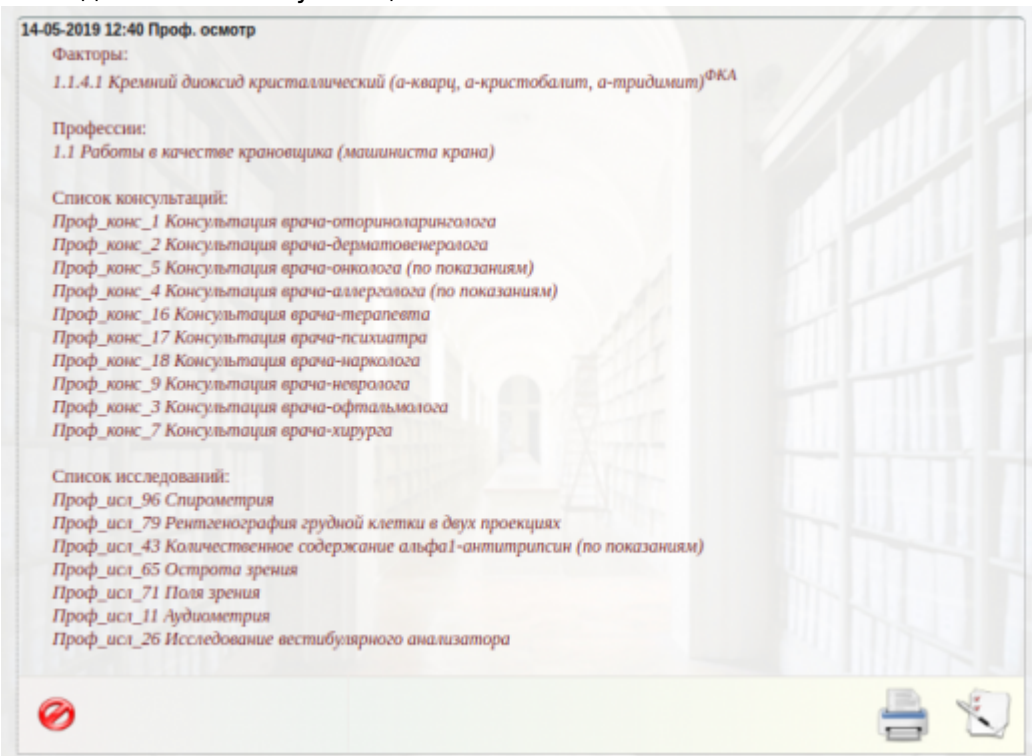 14-05-2019 12:40 Проф. осмотр
Факторы:
1.1.4.1 Кремний диоксид кристаллический (а-кварц, а-кристобалит, а-тридимит)ФКА
Профессии:
1.1 Работы в качестве крановщика (машиниста крана)
Список консультаций:
Проф_конс_1 Консультация врача-оториноларинголога
Проф_конс_2 Консультация врача-дерматовенеролога
Проф_конс_5 Консультация врача-онколога (по показаниям)
Проф_конс_4 Консультация врача-аллерголога (по показаниям)
Проф_конс_16 Консультация врача-терапевта
Проф_конс_17 Консультация врача-психиатра
Проф_конс_18 Консультация врача-нарколога
Проф_конс_9 Консультация врача-невролога
Проф_конс_3 Консультация врача-офтальмолога
Проф_конс_7 Консультация врача-хирурга
Список исследований:
Проф_исл_96 Спирометрия
Проф_исл_79 Рентгенография грудной клетки в двух проекциях
Проф_исл_43 Количественное содержание альфа1-антитрипсин (по показаниям)
Проф_исл_65 Острота зрения
Проф_исл_71 Поля зрения
Проф_исл_11 Аудиометрия
Проф_исл_26 Исследование вестибулярного анализатора